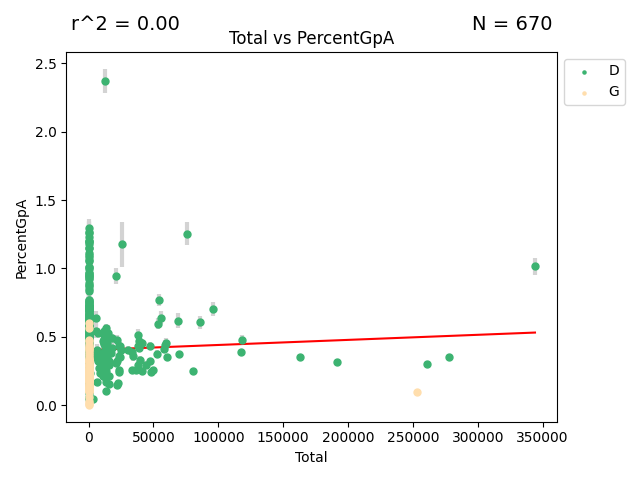 r^2 = 0.00
N = 670
Total vs PercentGpA
D
G
PercentGpA
2.5
2.0
1.5
1.0
0.5
0.0
0 50000 100000 150000 200000 250000 300000 350000
Total